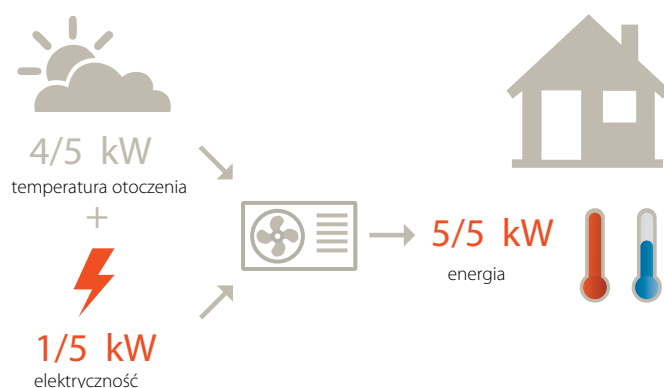 4/5 kW
temperatura otoczenia
+
1/5 kW
elektryczność
5/5 kW
energia